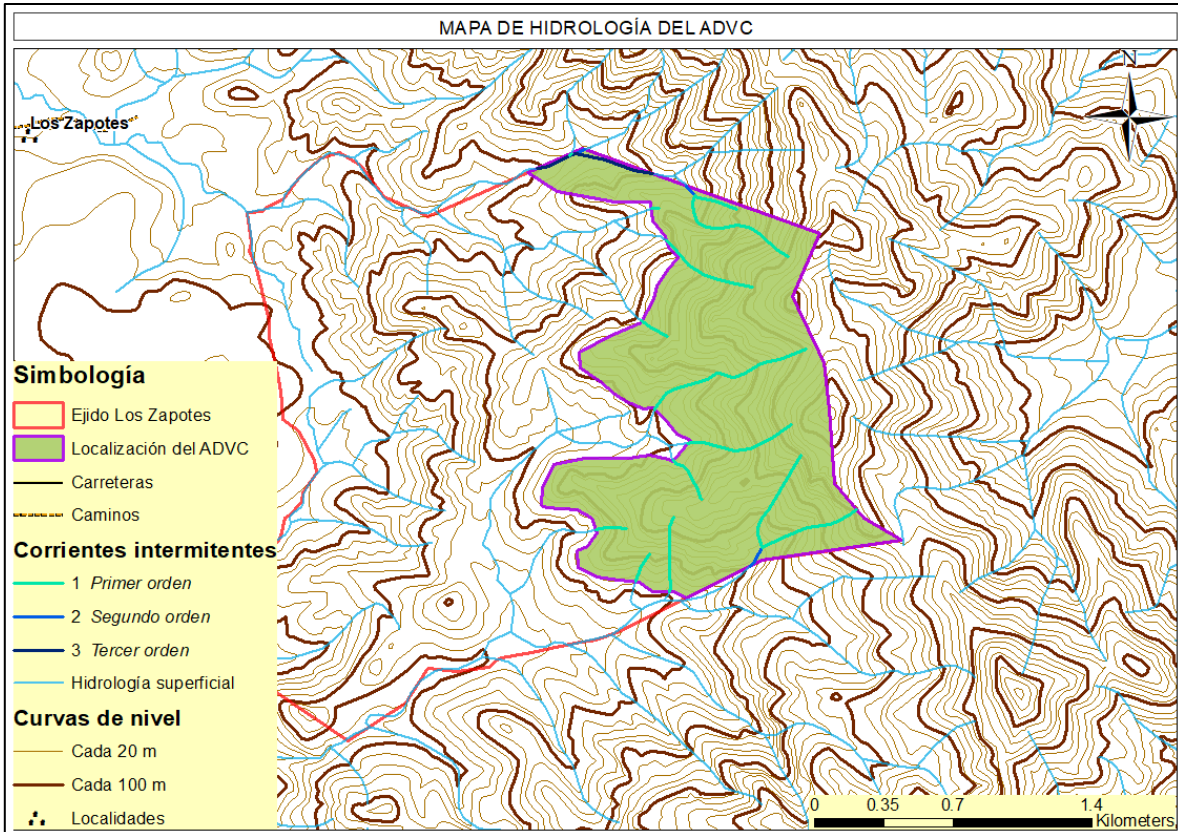 MAPA DE HIDROLOGÍA DEL ADVC
N
Los Zapotes
Simbología
Ejido Los Zapotes
Localización del ADVC
Carreteras
Caminos
Corrientes intermitentes
1 Primer orden
2 Segundo orden
3 Tercer orden
Hidrología superficial
Curvas de nivel
Cada 20 m
Cada 100 m
Localidades
0 0.35 0.7 1.4
Kilometers